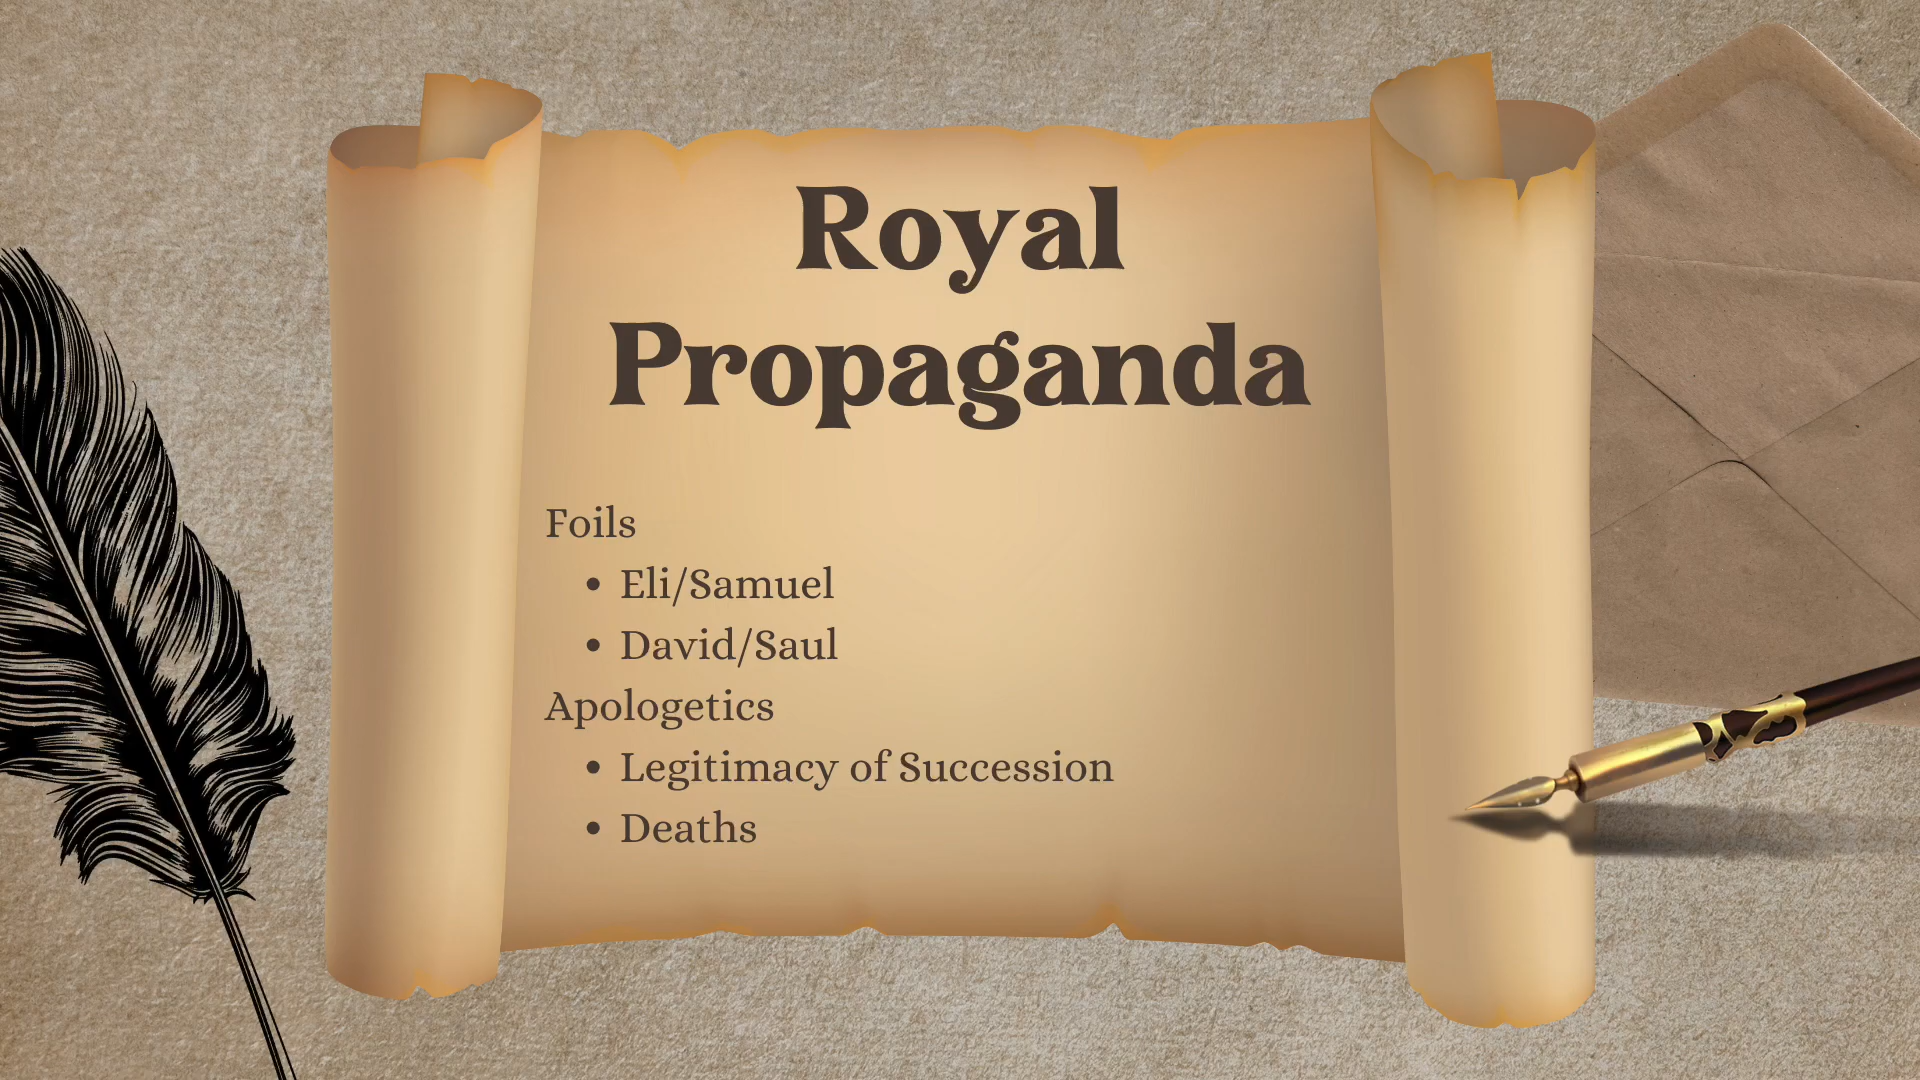 Royal
Propaganda
Foils
• Eli/Samuel
• David/Saul
Apologetics
• Legitimacy of Succession
• Deaths